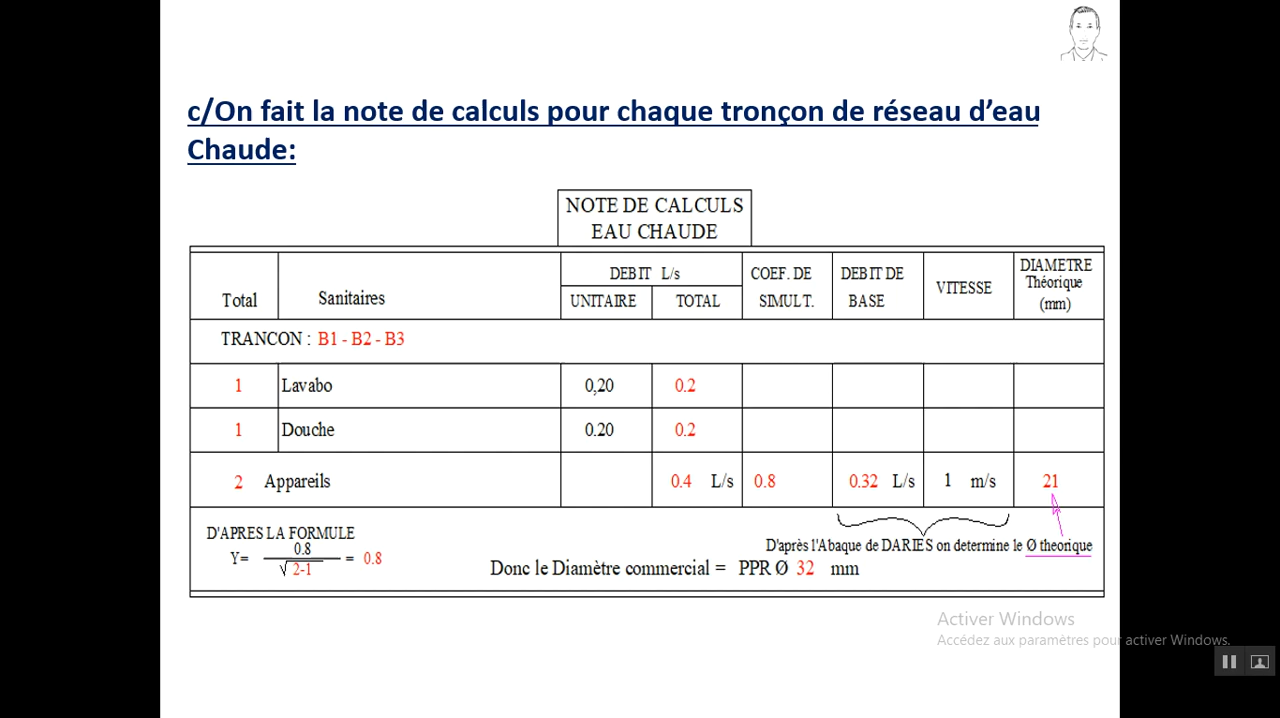 c/On fait la note de calculs pour chaque tronçon de réseau d’eau
Chaude:
NOTE DE CALCULS
EAU CHAUDE
Total Sanitaires DEBIT L/s UNITAIRE TOTAL COEF. DE SIMULT. DEBIT DE BASE VITESSE DIAMETRE Théorique (mm)
TRANCON : B1 - B2 - B3
1 Lavabo 0,20 0.2
1 Douche 0.20 0.2
2 Appareils 0.4 L/s 0.8 0.32 L/s 1 m/s 21
D'APRES LA FORMULE
Y= 0.8 / √2-1 = 0.8
D'après l'Abaque de DARIES on determine le Ø theorique
Donc le Diamètre commercial = PPR Ø 32 mm
Activer Windows
Accédez aux paramètres pour activer Windows.